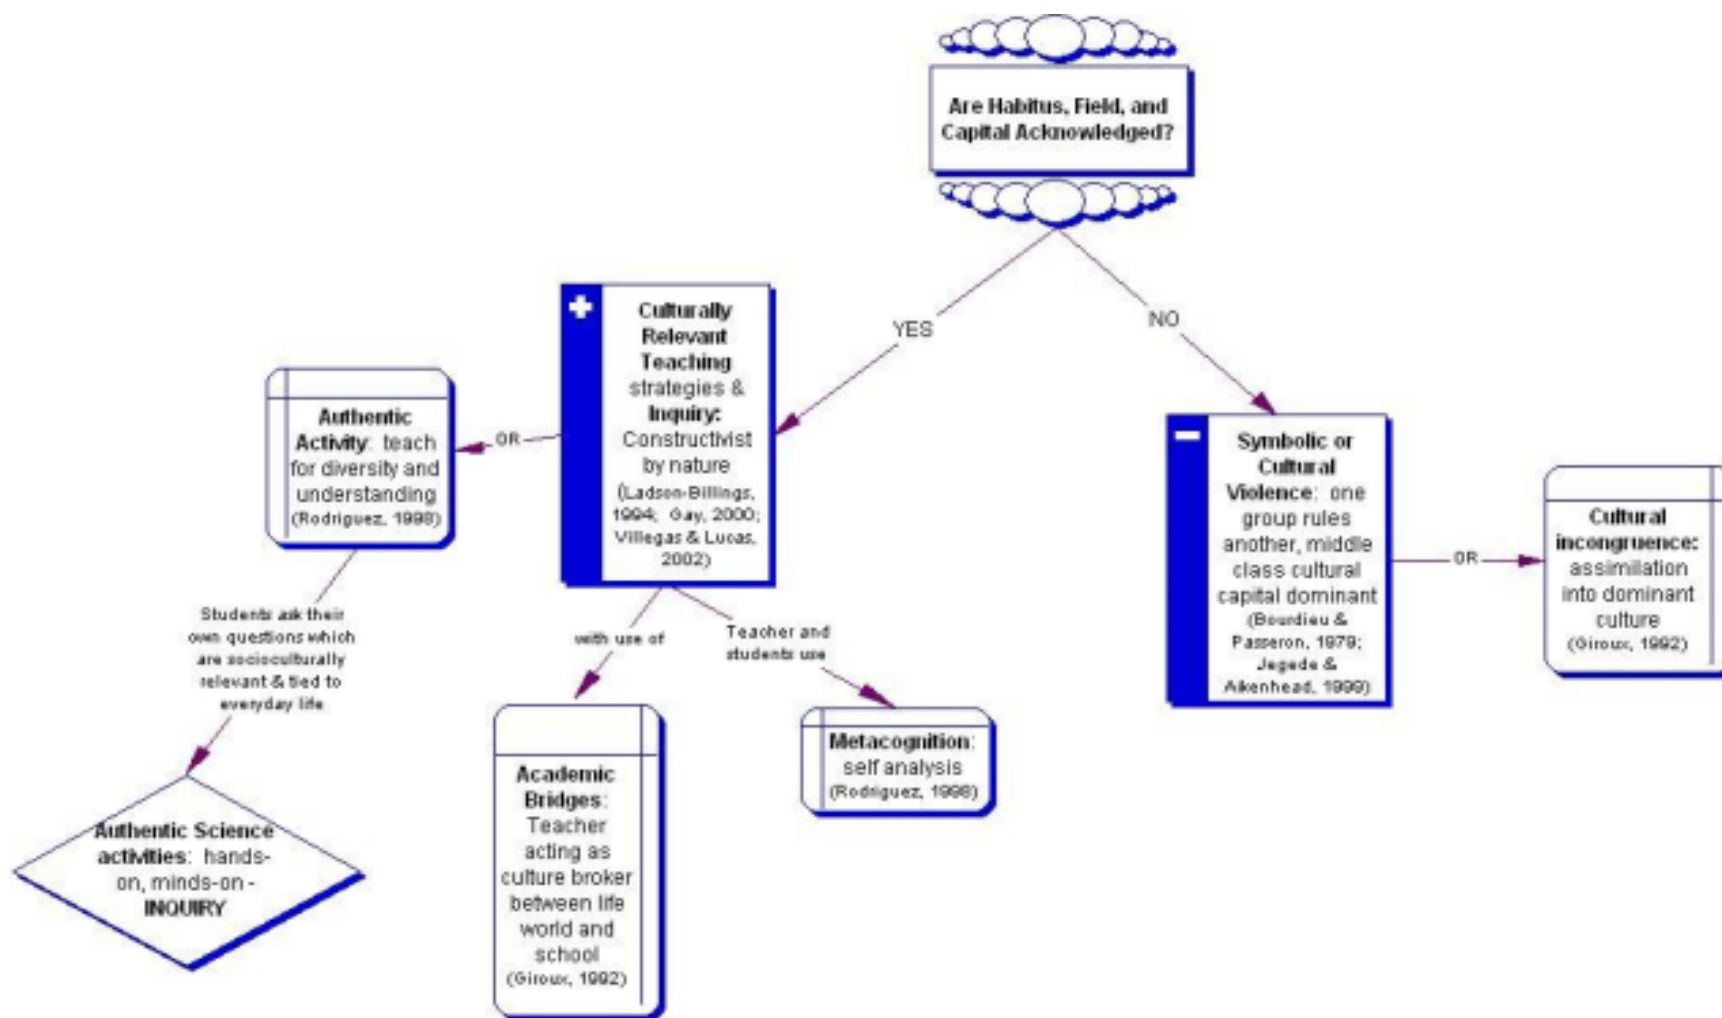 Are Habitus, Field, and
Capital Acknowledged?
YES
NO
Culturally
Relevant
Teaching
strategies &
Inquiry:
Constructivist
by nature
(Ladson-Billings,
1994; Gay, 2000;
Villegas & Lucas,
2002)
OR
Authentic
Activity: teach
for diversity and
understanding
(Rodriguez, 1998)
Students ask their
own questions which
are socioculturally
relevant & tied to
everyday life
Authentic Science
activities: hands-
on, minds-on -
INQUIRY
with use of
Academic
Bridges:
Teacher
acting as
culture broker
between life
world and
school
(Giroux, 1992)
Teacher and
students use
Metacognition:
self analysis
(Rodriguez, 1998)
Symbolic or
Cultural
Violence: one
group rules
another, middle
class cultural
capital dominant
(Bourdieu &
Passeron, 1979;
Jegede &
Aikenhead, 1999)
OR
Cultural
incongruence:
assimilation
into dominant
culture
(Giroux, 1992)